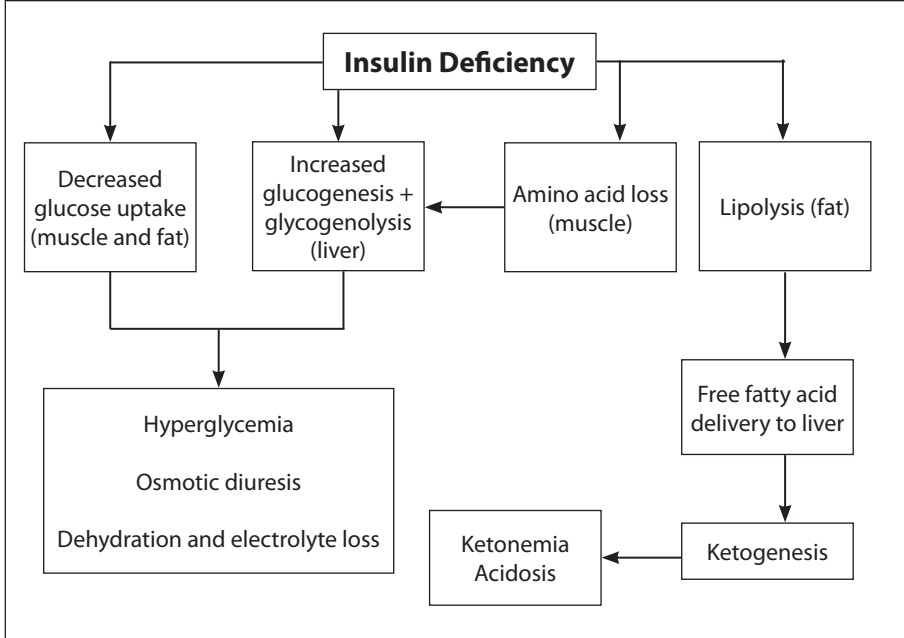 Insulin Deficiency
Decreased
glucose uptake
(muscle and fat)
Increased
glucogenesis +
glycogenolysis
(liver)
Amino acid loss
(muscle)
Lipolysis (fat)
Free fatty acid
delivery to liver
Hyperglycemia
Osmotic diuresis
Dehydration and electrolyte loss
Ketogenesis
Ketonemia
Acidosis